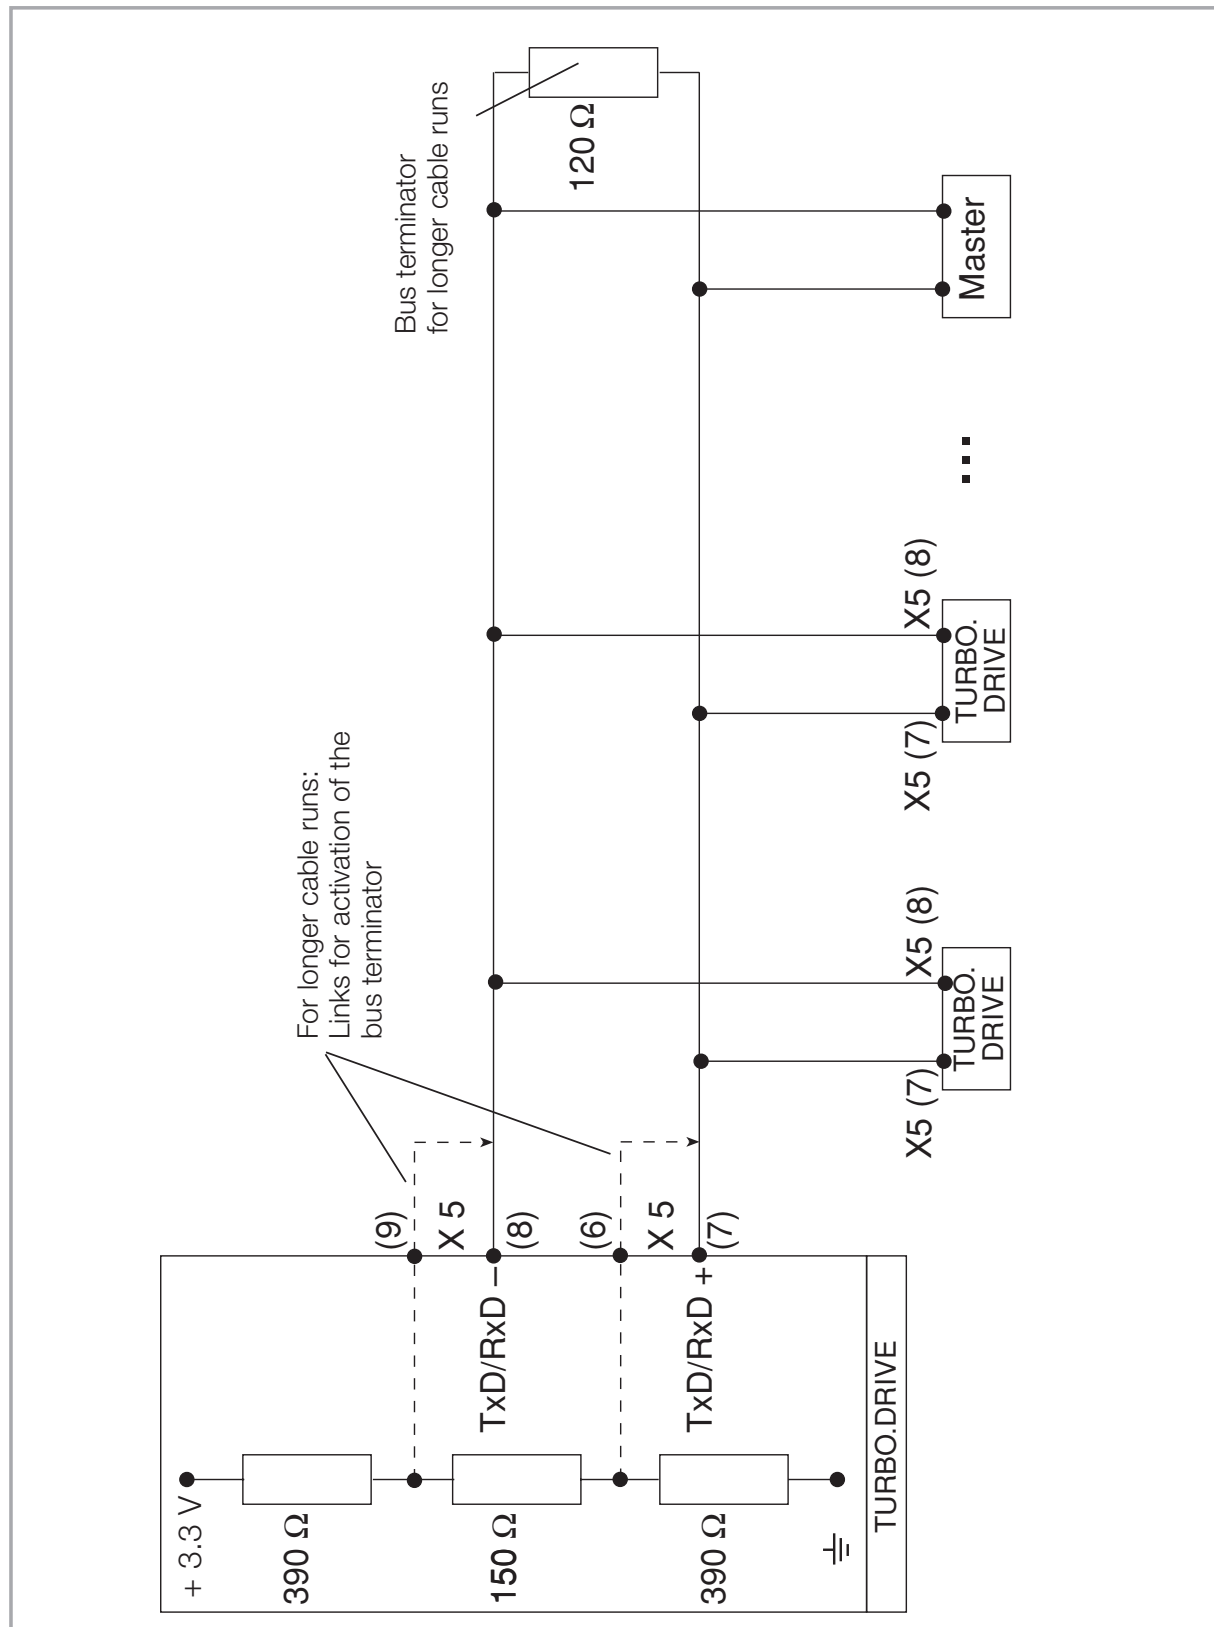 + 3.3 V
390 Ω
150 Ω
390 Ω
TxD/RxD –
TxD/RxD +
TURBO.DRIVE
(9)
X 5
(8)
(6)
X 5
(7)
For longer cable runs:
Links for activation of the
bus terminator
X5 (7)
X5 (8)
TURBO.
DRIVE
X5 (7)
X5 (8)
TURBO.
DRIVE
...
Master
Bus terminator
for longer cable runs
120 Ω